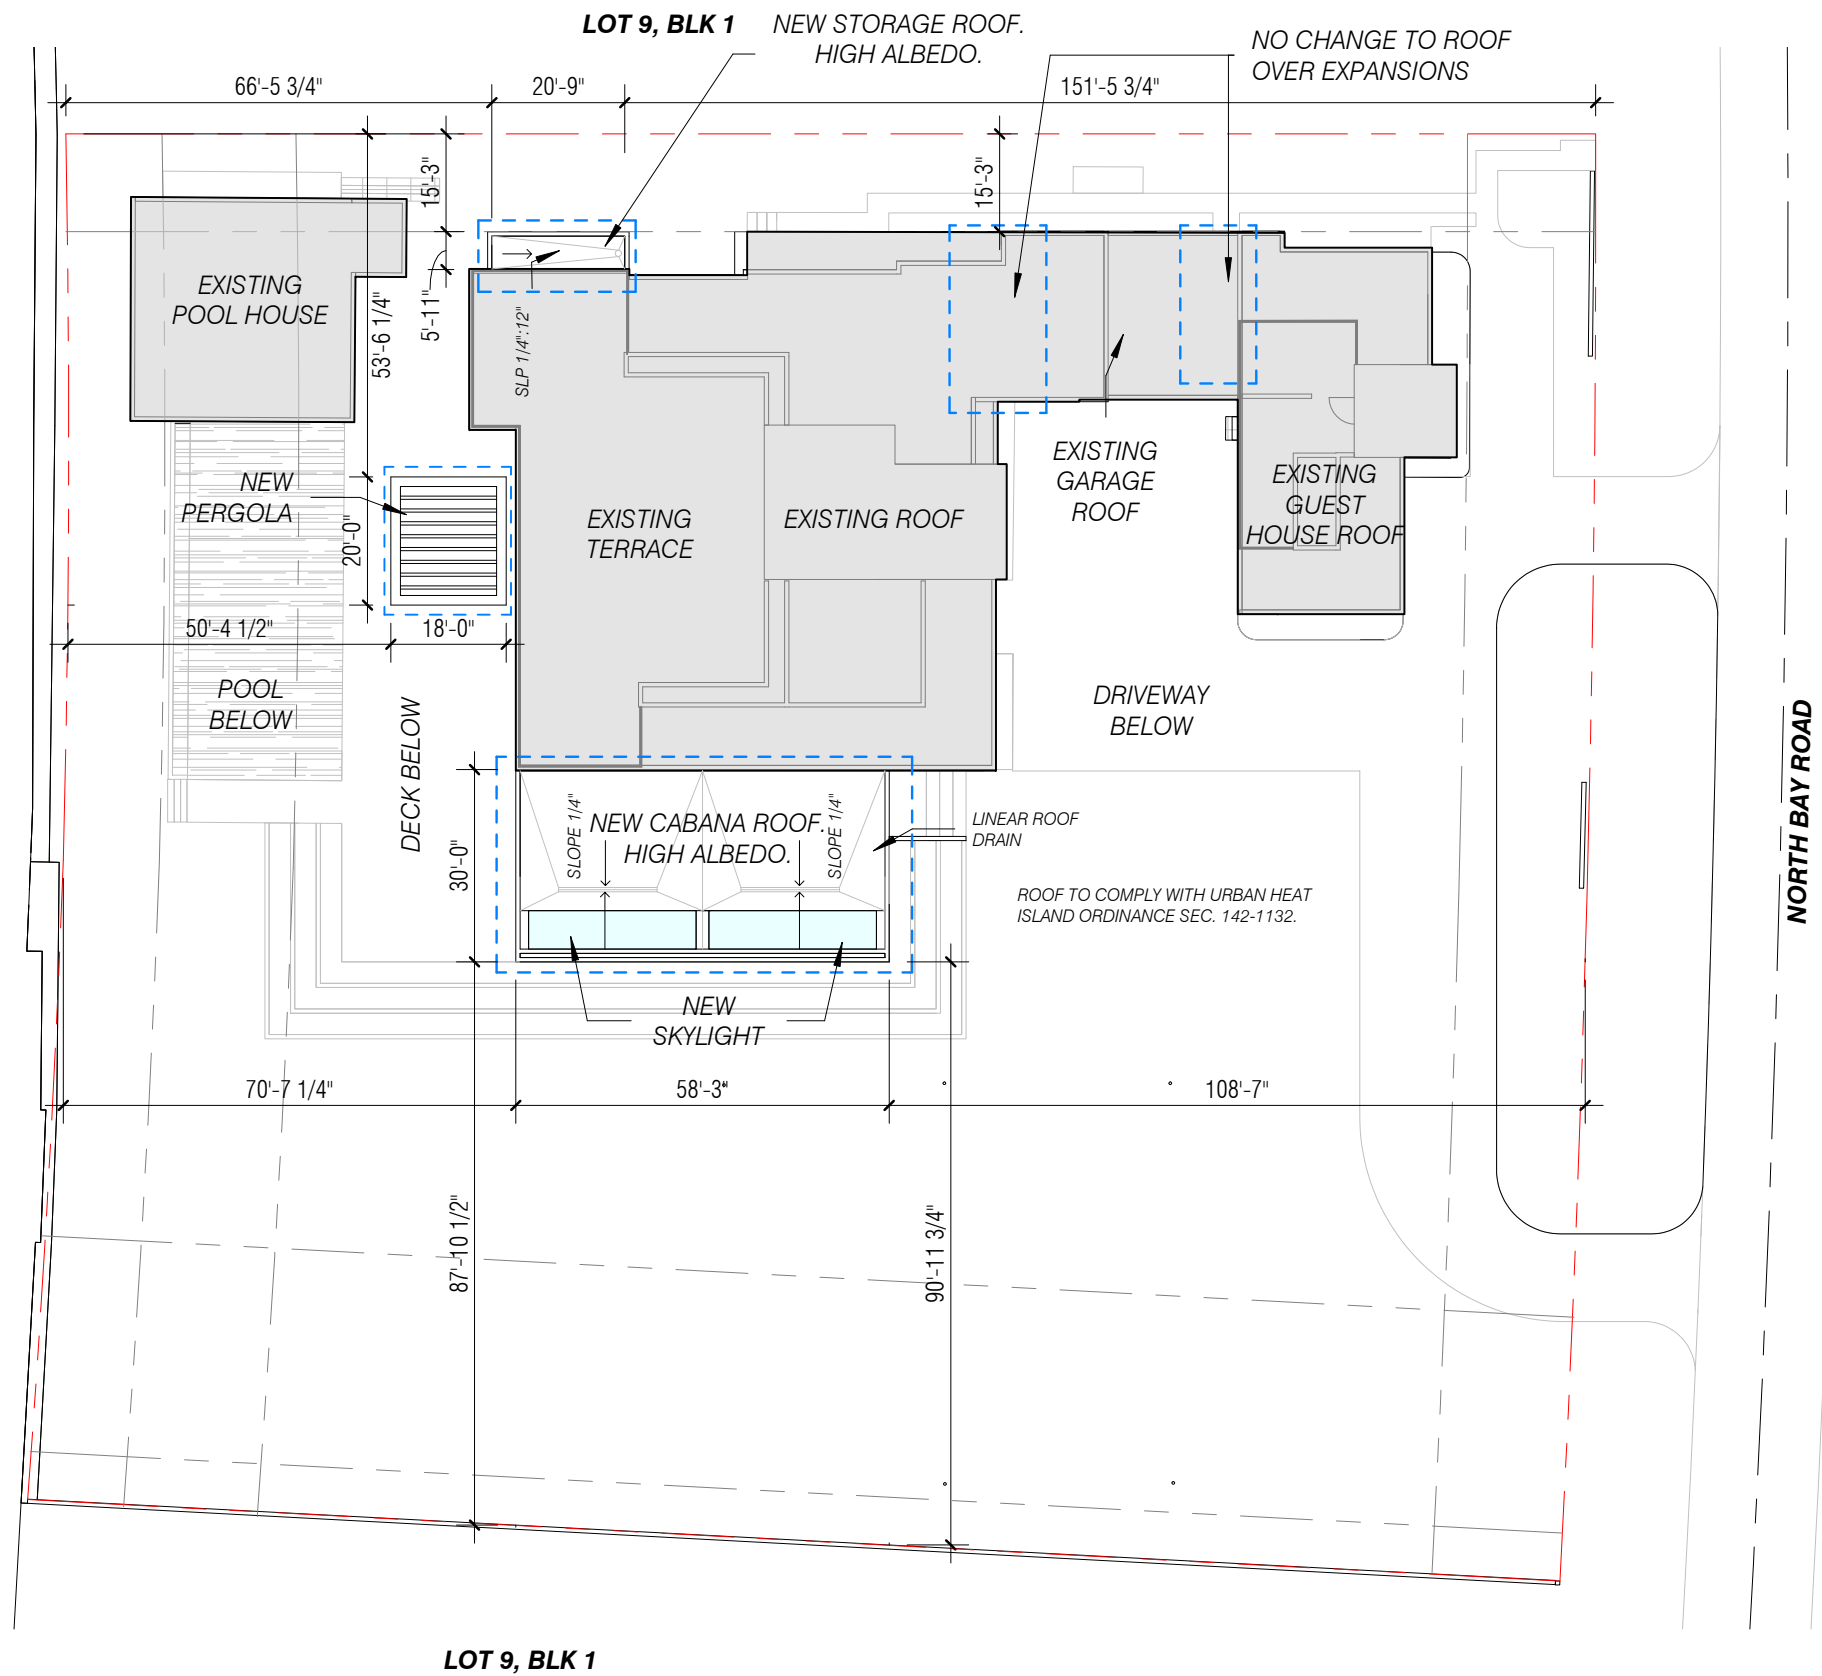 LOT 9, BLK 1
NEW STORAGE ROOF.
HIGH ALBEDO.
NO CHANGE TO ROOF
OVER EXPANSIONS
66'-5 3/4"
20'-9"
151'-5 3/4"
15'-3"
15'-3"
5'-11"
53'-6 1/4"
SLP 1/4":12"
EXISTING
POOL HOUSE
NEW
PERGOLA
20'-0"
50'-4 1/2"
18'-0"
EXISTING
TERRACE
EXISTING ROOF
EXISTING
GARAGE
ROOF
EXISTING
GUEST
HOUSE ROOF
POOL
BELOW
DECK BELOW
DRIVEWAY
BELOW
NORTH BAY ROAD
30'-0"
SLOPE 1/4"
NEW CABANA ROOF.
HIGH ALBEDO.
SLOPE 1/4"
LINEAR ROOF
DRAIN
ROOF TO COMPLY WITH URBAN HEAT
ISLAND ORDINANCE SEC. 142-1132.
NEW
SKYLIGHT
70'-7 1/4"
58'-3"
108'-7"
87'-10 1/2"
90'-11 3/4"
LOT 9, BLK 1